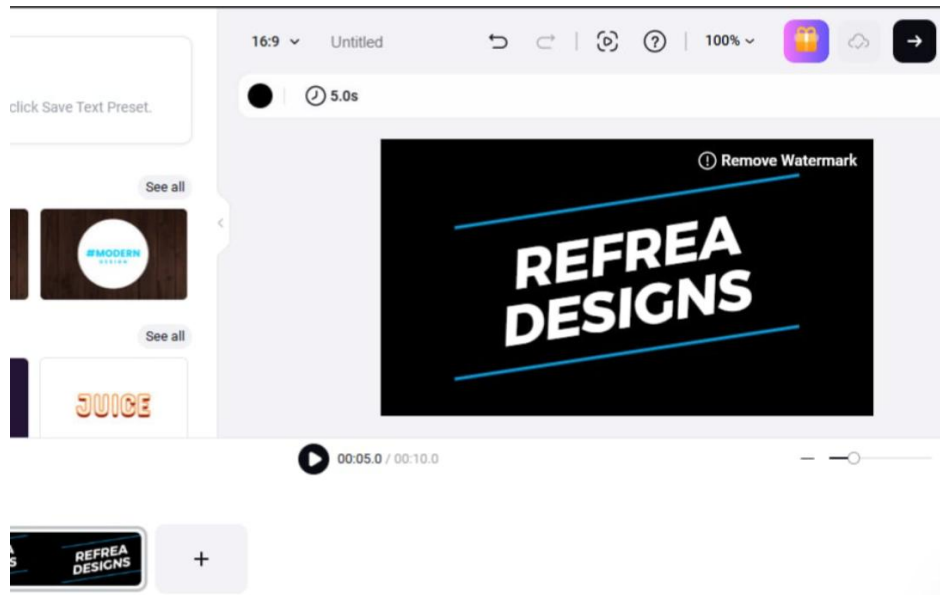 16:9
Untitled
100%
click Save Text Preset.
5.0s
See all
#MODERN
DESIGN
See all
JUICE
Remove Watermark
REFREA
DESIGNS
00:05.0 / 00:10.0
REFREA
DESIGNS